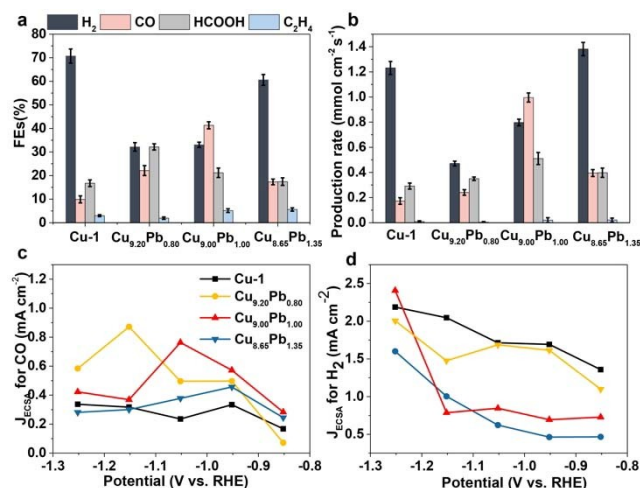 H2 CO HCOOH C2H4
a
FEs(%)
80
70
60
50
40
30
20
10
0
Cu-1 Cu9.20Pb0.80 Cu9.00Pb1.00 Cu8.65Pb1.35
b
Production rate (mmol cm-2 s-1)
1.6
1.4
1.2
1.0
0.8
0.6
0.4
0.2
0.0
Cu-1 Cu9.20Pb0.80 Cu9.00Pb1.00 Cu8.65Pb1.35
c
JECSA for CO (mA cm-2)
1.2
1.0
0.8
0.6
0.4
0.2
0.0
Cu-1
Cu9.20Pb0.80
Cu9.00Pb1.00
Cu8.65Pb1.35
-1.3 -1.2 -1.1 -1.0 -0.9 -0.8
Potential (V vs. RHE)
d
JECSA for H2 (mA cm-2)
2.5
2.0
1.5
1.0
0.5
-1.3 -1.2 -1.1 -1.0 -0.9 -0.8
Potential (V vs. RHE)